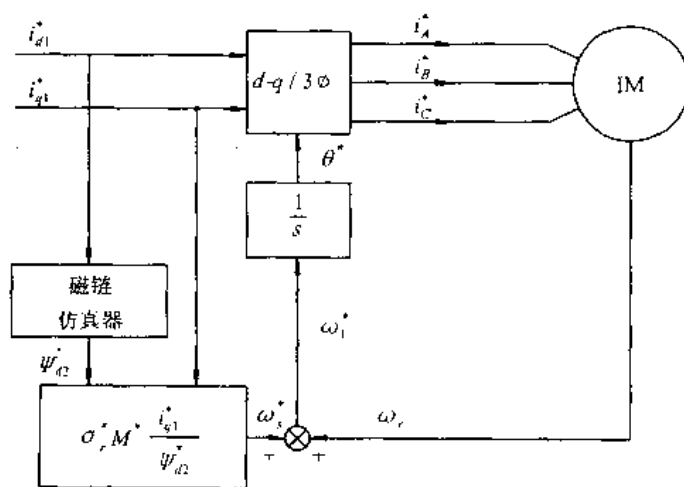 i*d1
i*q1
d-q / 3Φ
i*A
i*B
i*C
IM
θ*
1/s
磁链
仿真器
ω*1
ψ*d2
σ*r M* i*q1/ψ*d2
ω*s
ωr
+ +